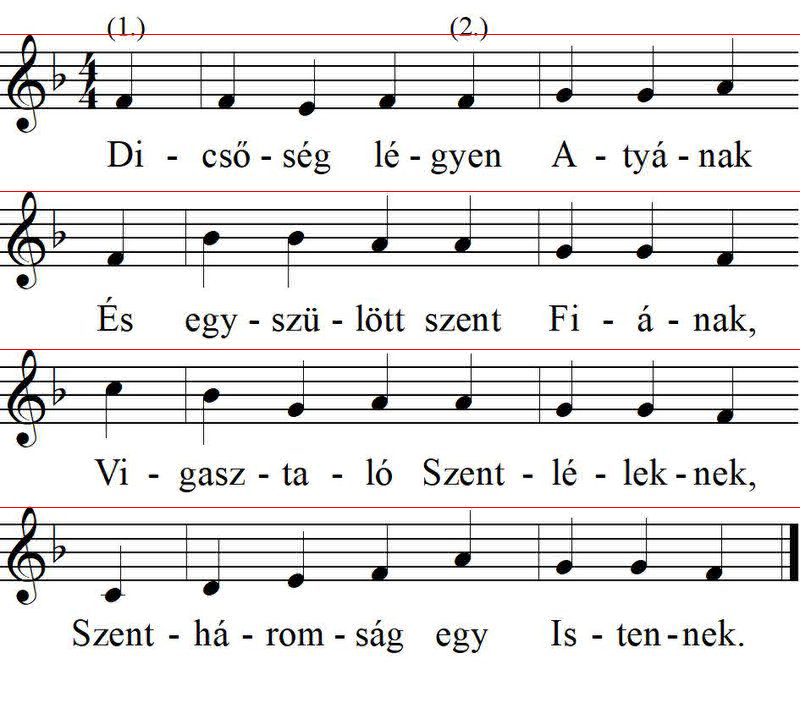 (1.) (2.)
4
4
Di - cső - ség lé - gyen A - tyá - nak
És egy - szü - lött szent Fi - á - nak,
Vi - gasz - ta - ló Szent - lé - lek - nek,
Szent - há - rom - ság egy Is - ten - nek.